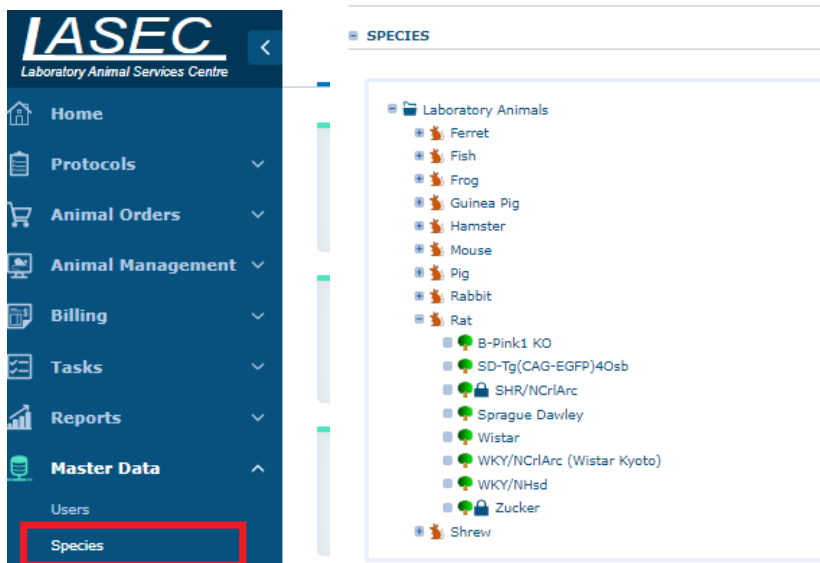 LASEC
Laboratory Animal Services Centre
Home
Protocols
Animal Orders
Animal Management
Billing
Tasks
Reports
Master Data
Users
Species
SPECIES
Laboratory Animals
Ferret
Fish
Frog
Guinea Pig
Hamster
Mouse
Pig
Rabbit
Rat
B-Pink1 KO
SD-Tg(CAG-EGFP)4Osb
SHR/NCrlArc
Sprague Dawley
Wistar
WKY/NCrlArc (Wistar Kyoto)
WKY/NHsd
Zucker
Shrew